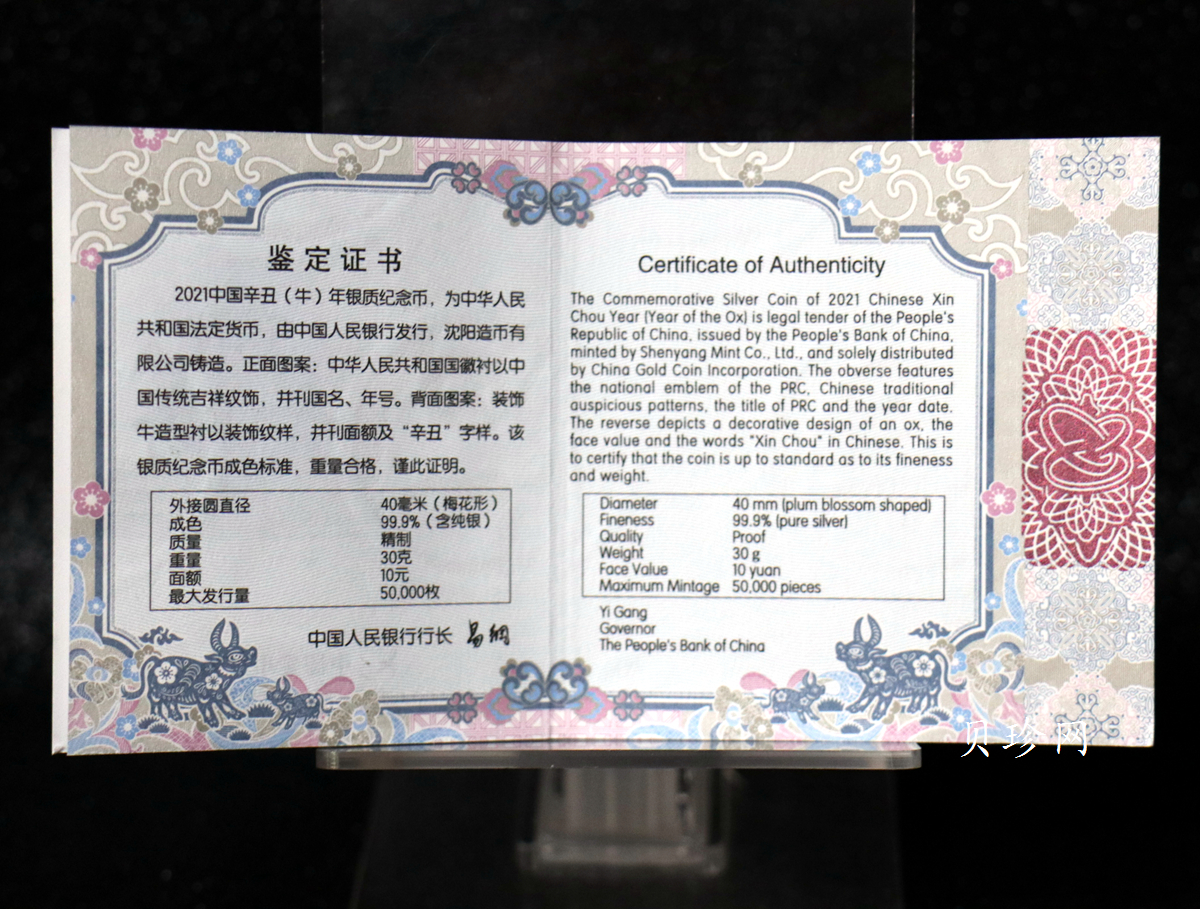 鉴定证书
2021中国辛丑（牛）年银质纪念币，为中华人民
共和国法定货币，由中国人民银行发行，沈阳造币有
限公司铸造。正面图案：中华人民共和国国徽衬以中
国传统吉祥纹饰，并刊国名、年号。背面图案：装饰
牛造型衬以装饰纹样，并刊面额及“辛丑”字样。该
银质纪念币成色标准，重量合格，谨此证明。
外接圆直径 40毫米（梅花形）
成色 99.9%（含纯银）
质量 精制
重量 30克
面额 10元
最大发行量 50,000枚
中国人民银行行长 易纲
Certificate of Authenticity
The Commemorative Silver Coin of 2021 Chinese Xin
Chou Year (Year of the Ox) is legal tender of the People's
Republic of China, issued by the People's Bank of China,
minted by Shenyang Mint Co., Ltd., and solely distributed
by China Gold Coin Incorporation. The obverse features
the national emblem of the PRC, Chinese traditional
auspicious patterns, the title of PRC and the year date.
The reverse depicts a decorative design of an ox, the
face value and the words "Xin Chou" in Chinese. This is
to certify that the coin is up to standard as to its fineness
and weight.
Diameter 40 mm (plum blossom shaped)
Fineness 99.9% (pure silver)
Quality Proof
Weight 30 g
Face Value 10 yuan
Maximum Mintage 50,000 pieces
Yi Gang
Governor
The People's Bank of China
贝珍网